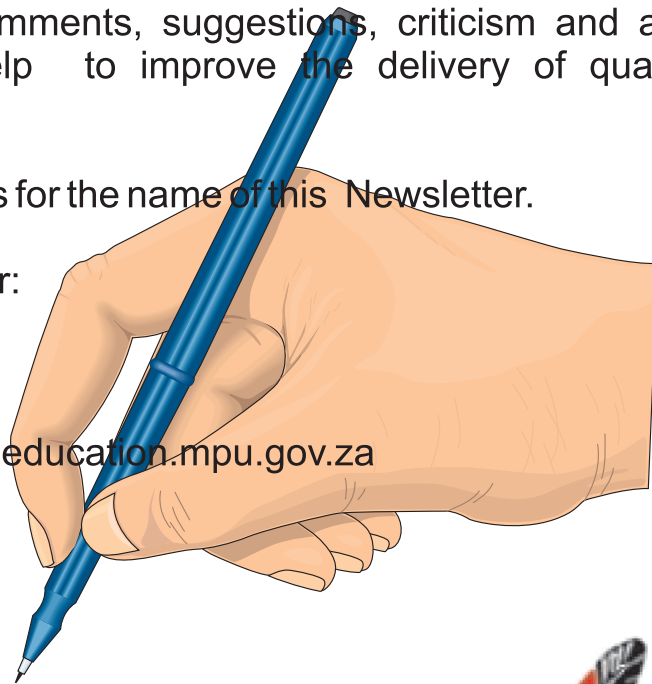 mments, suggestions, criticism and a
elp to improve the delivery of qua
s for the name of this Newsletter.
r:
education.mpu.gov.za